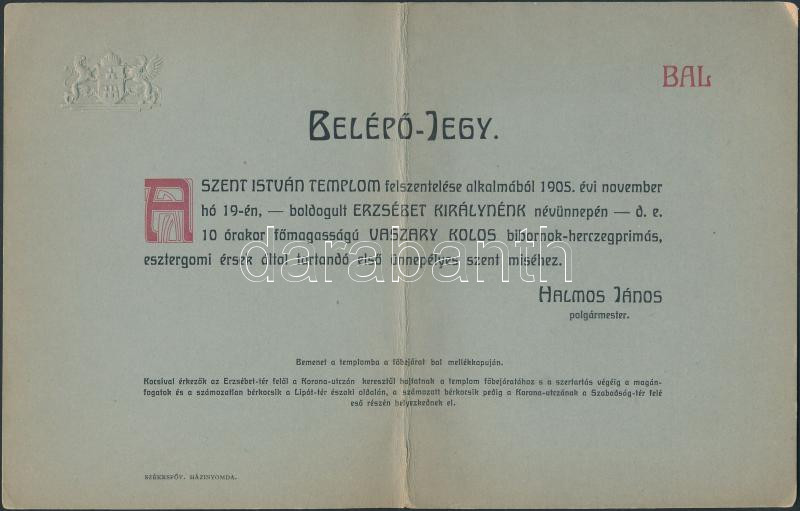 BAL
BELÉPŐ-JEGY.
A SZENT ISTVÁN TEMPLOM felszentelése alkalmából 1905. évi november
hó 19-én, — boldogult ERZSÉBET KIRÁLYNÉNK névünnepén — d. e.
10 órakor főmagasságú VASZARY KOLOS bibornok-herczegprimás,
esztergomi érsek által tartandó első ünnepélyes szent miséhez.
HALMOS JÁNOS
polgármester.
Bemenet a templomba a főbejárat bal mellékkapuján.
Kocsival érkezők az Erzsébet-tér felől a Korona-utczán keresztül hajtatnak a templom főbejáratához s a szertartás végéig a magán-
fogatok és a számozatlan bérkocsik a Lipót-tér északi oldalán, a számozott bérkocsik pedig a Korona-utczának a Szabadság-tér felé
eső részén helyezkednek el.
SZÉKESFŐV. HÁZINYOMDA.
darabanth